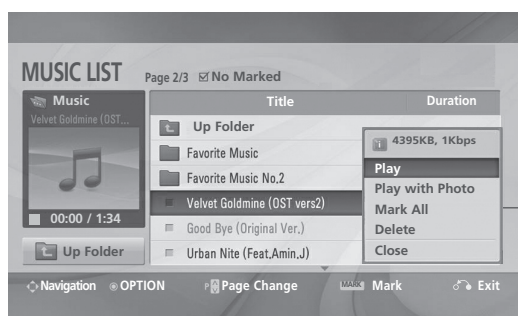 MUSIC LIST Page 2/3 No Marked
Music
Velvet Goldmine (OST...
00:00 / 1:34
Up Folder
Title Duration
Up Folder
Favorite Music
Favorite Music No.2
Velvet Goldmine (OST vers2)
Good Bye (Original Ver.)
Urban Nite (Feat.Amin.J)
4395KB, 1Kbps
Play
Play with Photo
Mark All
Delete
Close
Navigation OPTION P Page Change MARK Mark Exit